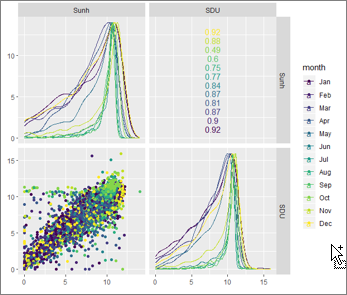 Sunh
SDU
0.92
0.88
0.49
0.6
0.75
0.77
0.84
0.87
0.81
0.87
0.9
0.92
Sunh
SDU
10
5
0
15
10
5
0
0
5
10
15
0
5
10
15
month
Jan
Feb
Mar
Apr
May
Jun
Jul
Aug
Sep
Oct
Nov
Dec